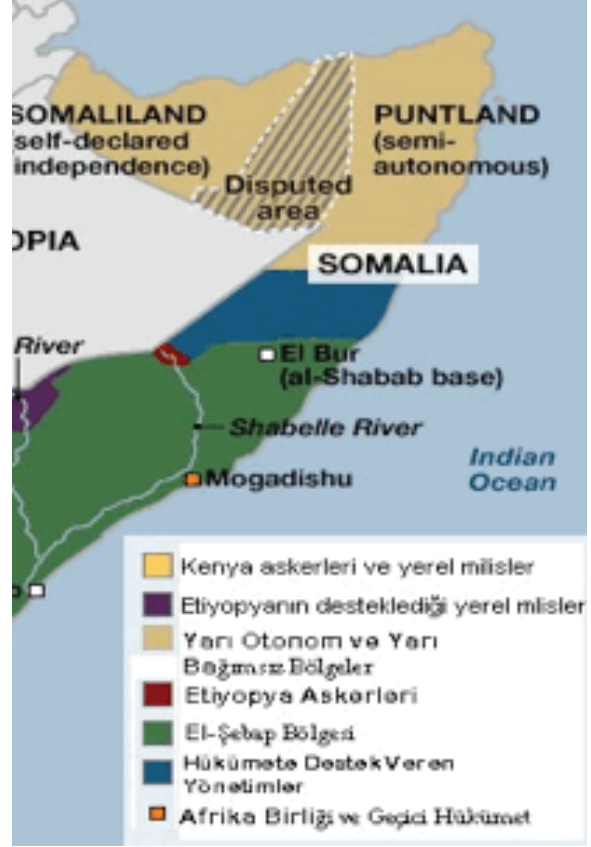 SOMALILAND
(self-declared
independence)
PUNTLAND
(semi-
autonomous)
Disputed
area
OPIA
SOMALIA
River
El Bur
(al-Shabab base)
Shabelle River
Indian
Ocean
Mogadishu
Kenya askerleri ve yerel milisler
Etiyopyanın desteklediği yerel mlisler
Yarı Otonom ve Yarı
Bağımsız Bölgeler
Etiyopya Askerleri
El-Şebap Bölgesi
Hükümete Destek Veren
Yönetimler
Afrika Birliği ve Geçici Hükümet